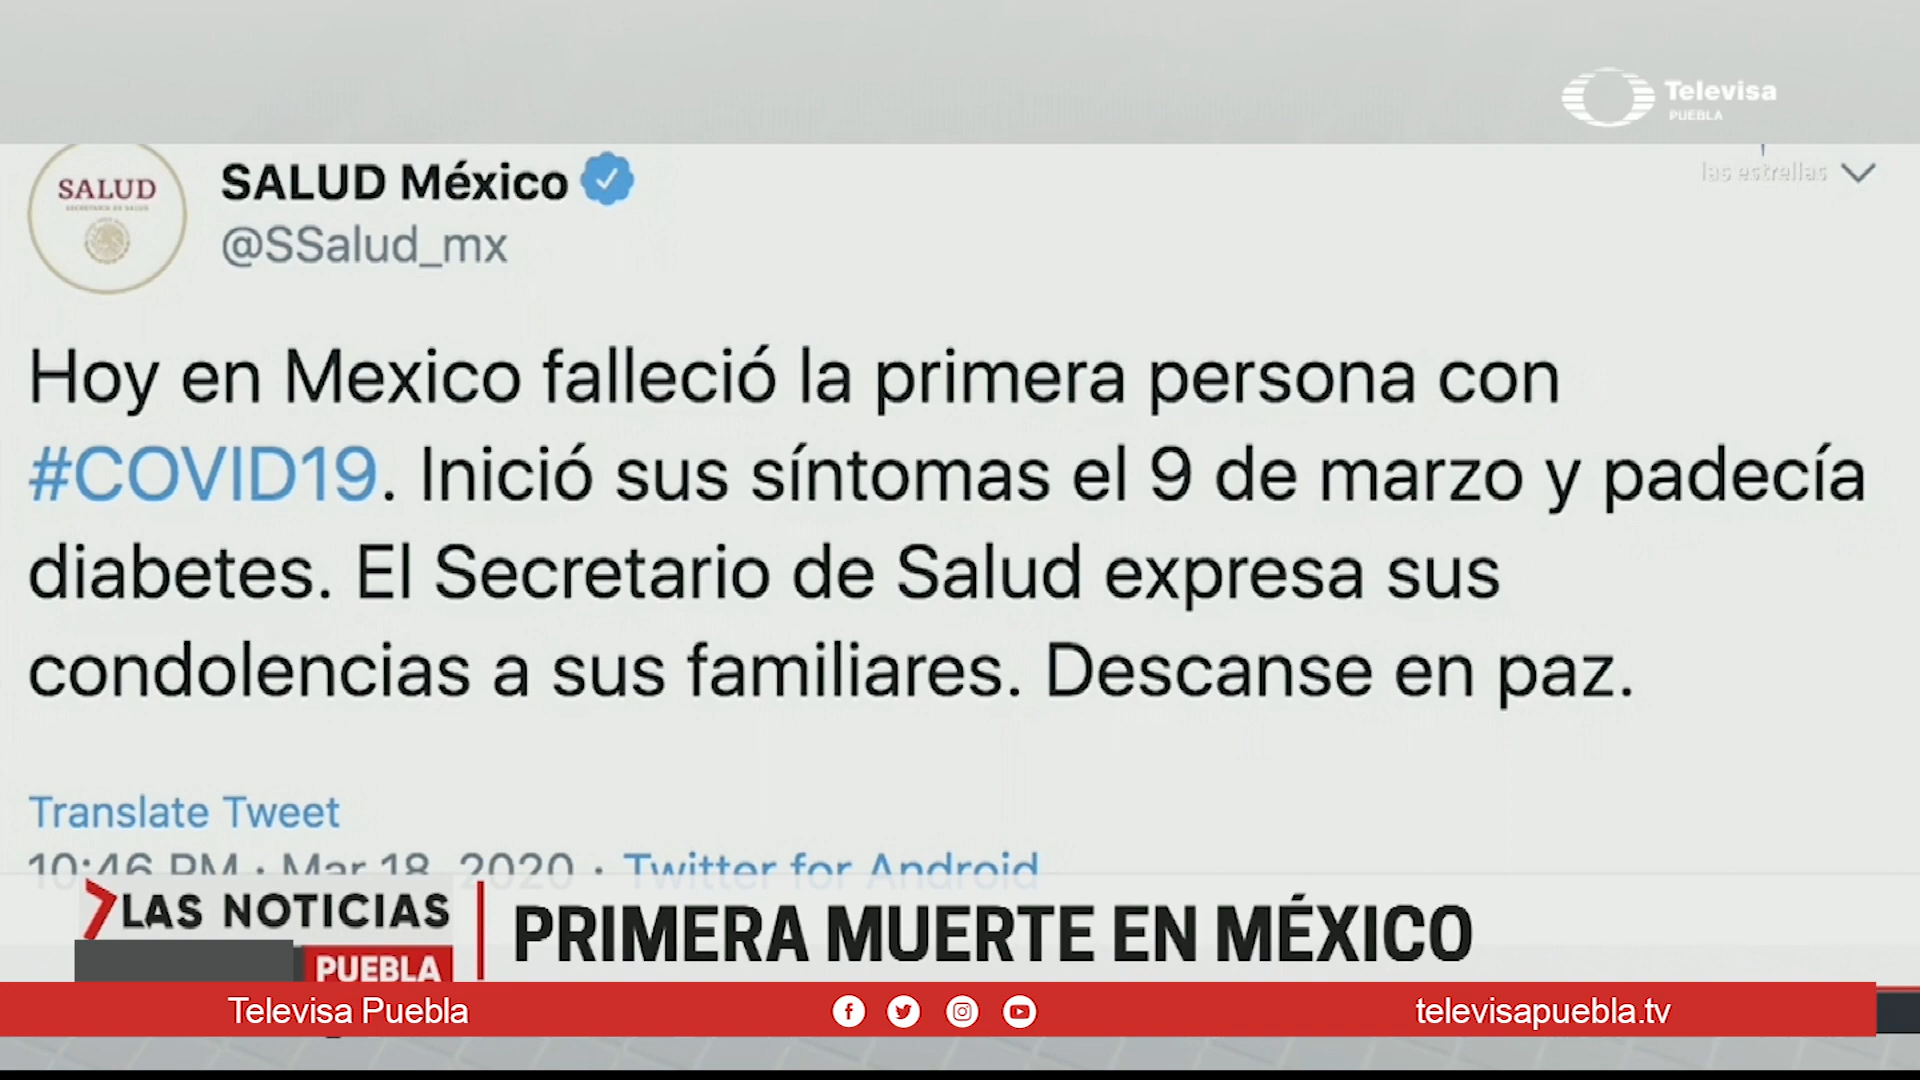 Televisa
PUEBLA
las estrellas
SALUD
SECRETARÍA DE SALUD
SALUD México
@SSalud_mx
Hoy en Mexico falleció la primera persona con
#COVID19. Inició sus síntomas el 9 de marzo y padecía
diabetes. El Secretario de Salud expresa sus
condolencias a sus familiares. Descanse en paz.
Translate Tweet
10:46 PM · Mar 18, 2020 · Twitter for Android
LAS NOTICIAS
PUEBLA
PRIMERA MUERTE EN MÉXICO
Televisa Puebla
televisapuebla.tv